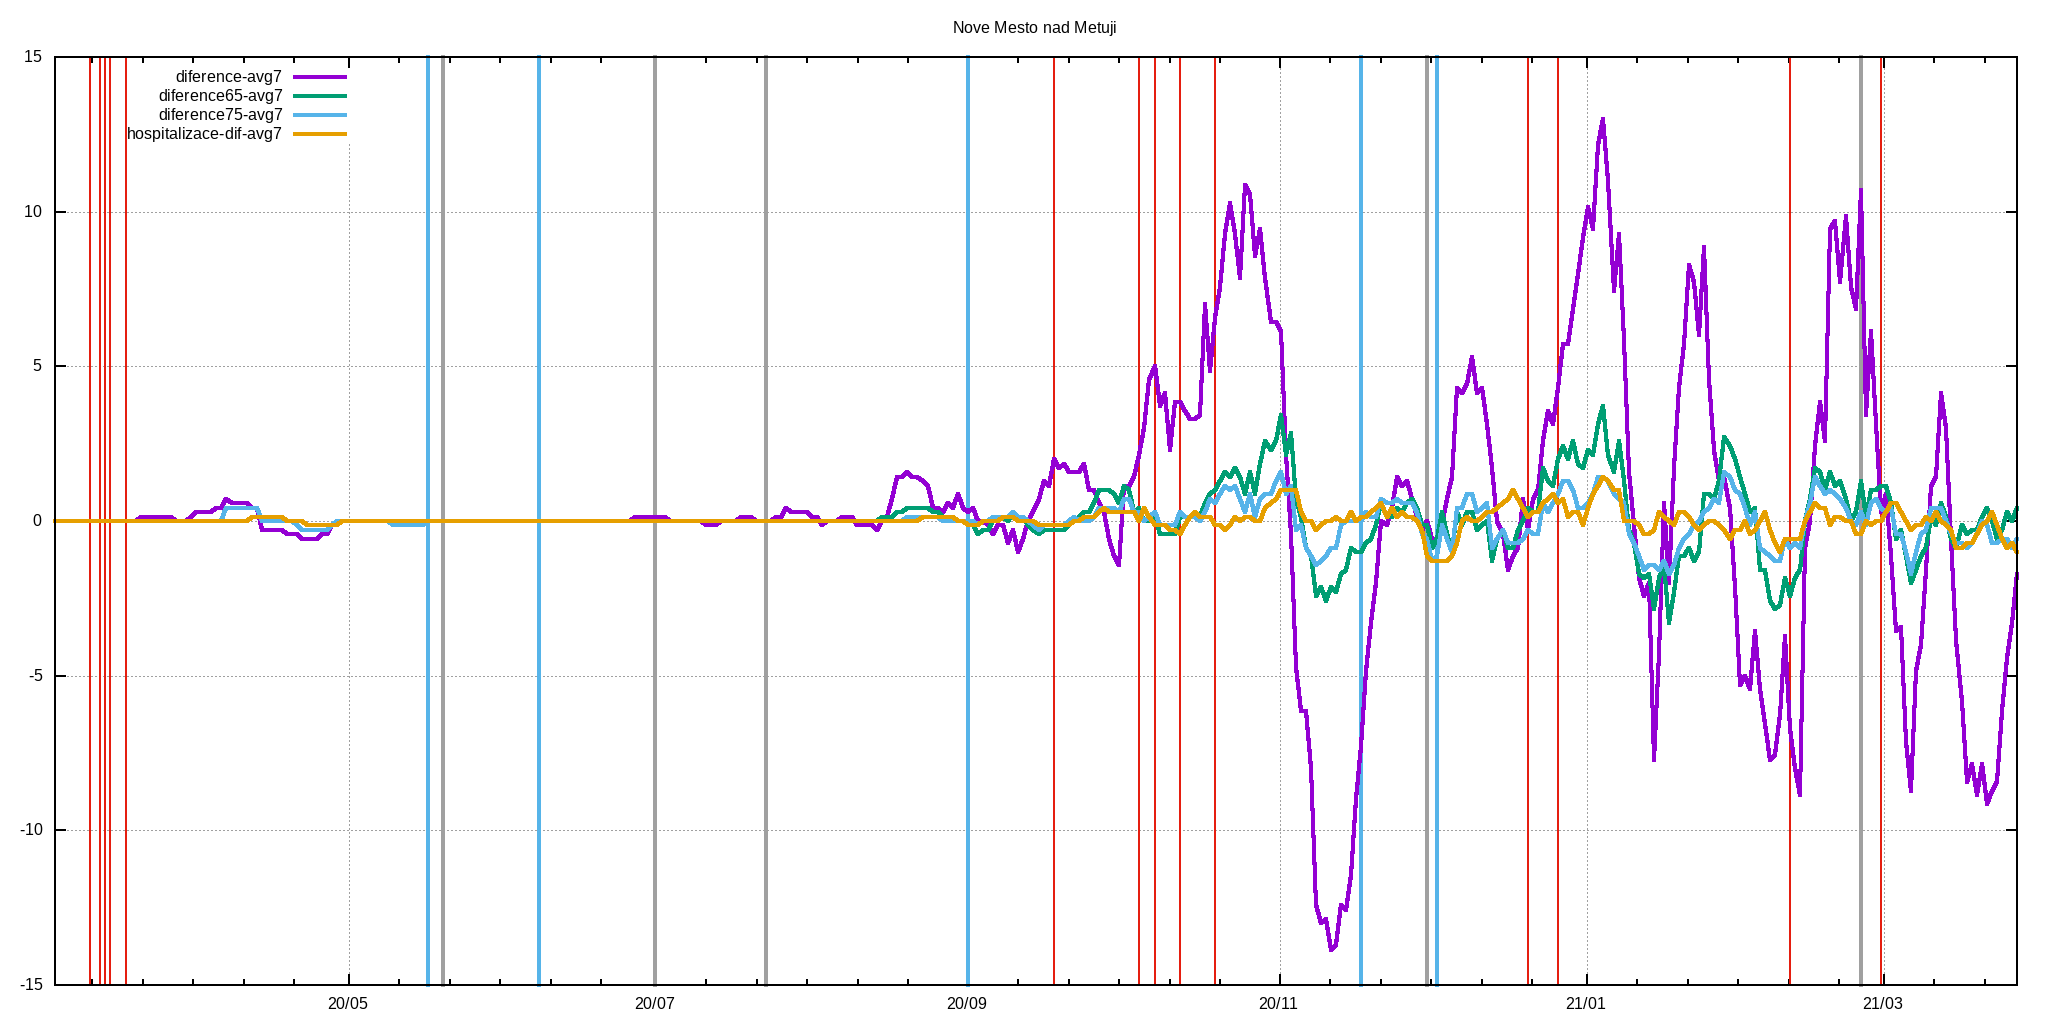 Nove Mesto nad Metuji
15
diference-avg7
diference65-avg7
diference75-avg7
hospitalizace-dif-avg7
10
5
0
-5
-10
-15
20/05
20/07
20/09
20/11
21/01
21/03